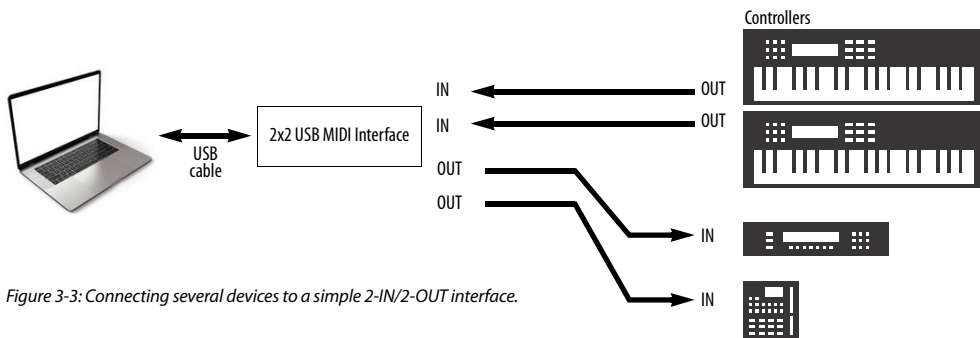 Controllers
IN
OUT
IN
OUT
2x2 USB MIDI Interface
USB
cable
OUT
OUT
IN
IN
Figure 3-3: Connecting several devices to a simple 2-IN/2-OUT interface.